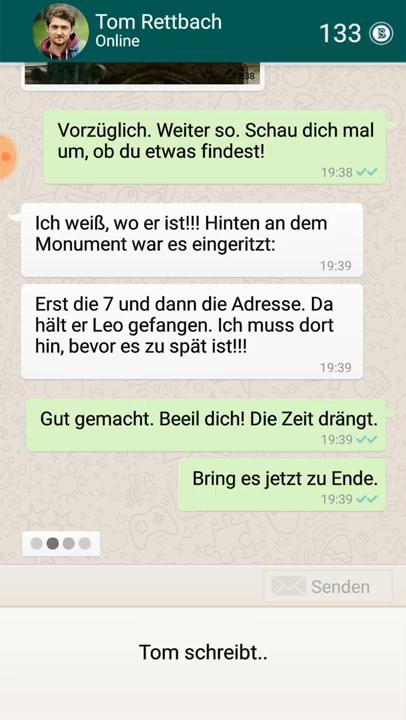 Tom Rettbach
Online
133
19:38
Vorzüglich. Weiter so. Schau dich mal
um, ob du etwas findest!
19:38
Ich weiß, wo er ist!!! Hinten an dem
Monument war es eingeritzt:
19:39
Erst die 7 und dann die Adresse. Da
hält er Leo gefangen. Ich muss dort
hin, bevor es zu spät ist!!!
19:39
Gut gemacht. Beeil dich! Die Zeit drängt.
19:39
Bring es jetzt zu Ende.
19:39
Senden
Tom schreibt..